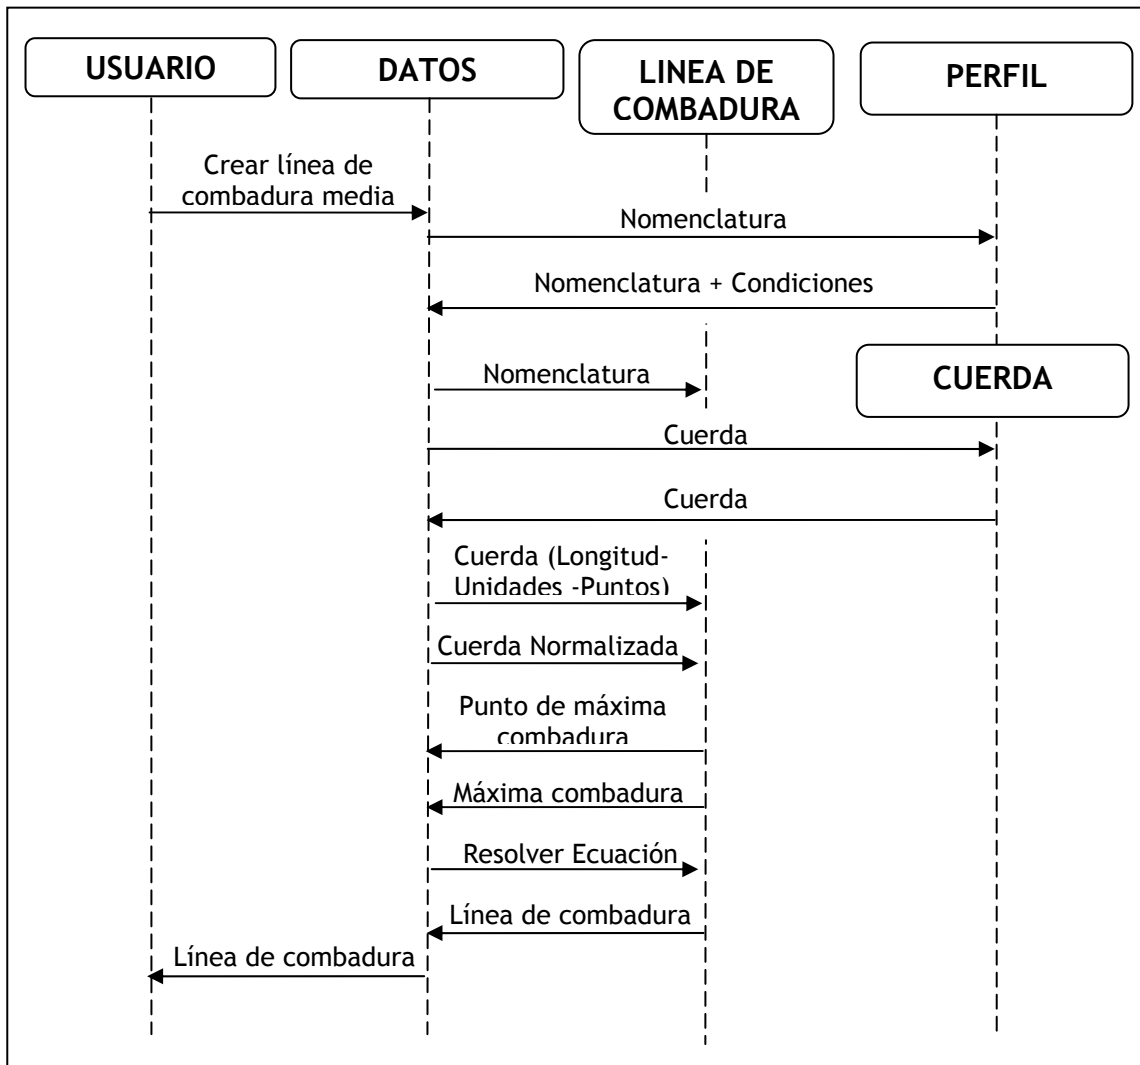 USUARIO
DATOS
LINEA DE
COMBADURA
PERFIL
Crear línea de
combadura media
Nomenclatura
Nomenclatura + Condiciones
Nomenclatura
CUERDA
Cuerda
Cuerda
Cuerda (Longitud-
Unidades -Puntos)
Cuerda Normalizada
Punto de máxima
combadura
Máxima combadura
Resolver Ecuación
Línea de combadura
Línea de combadura